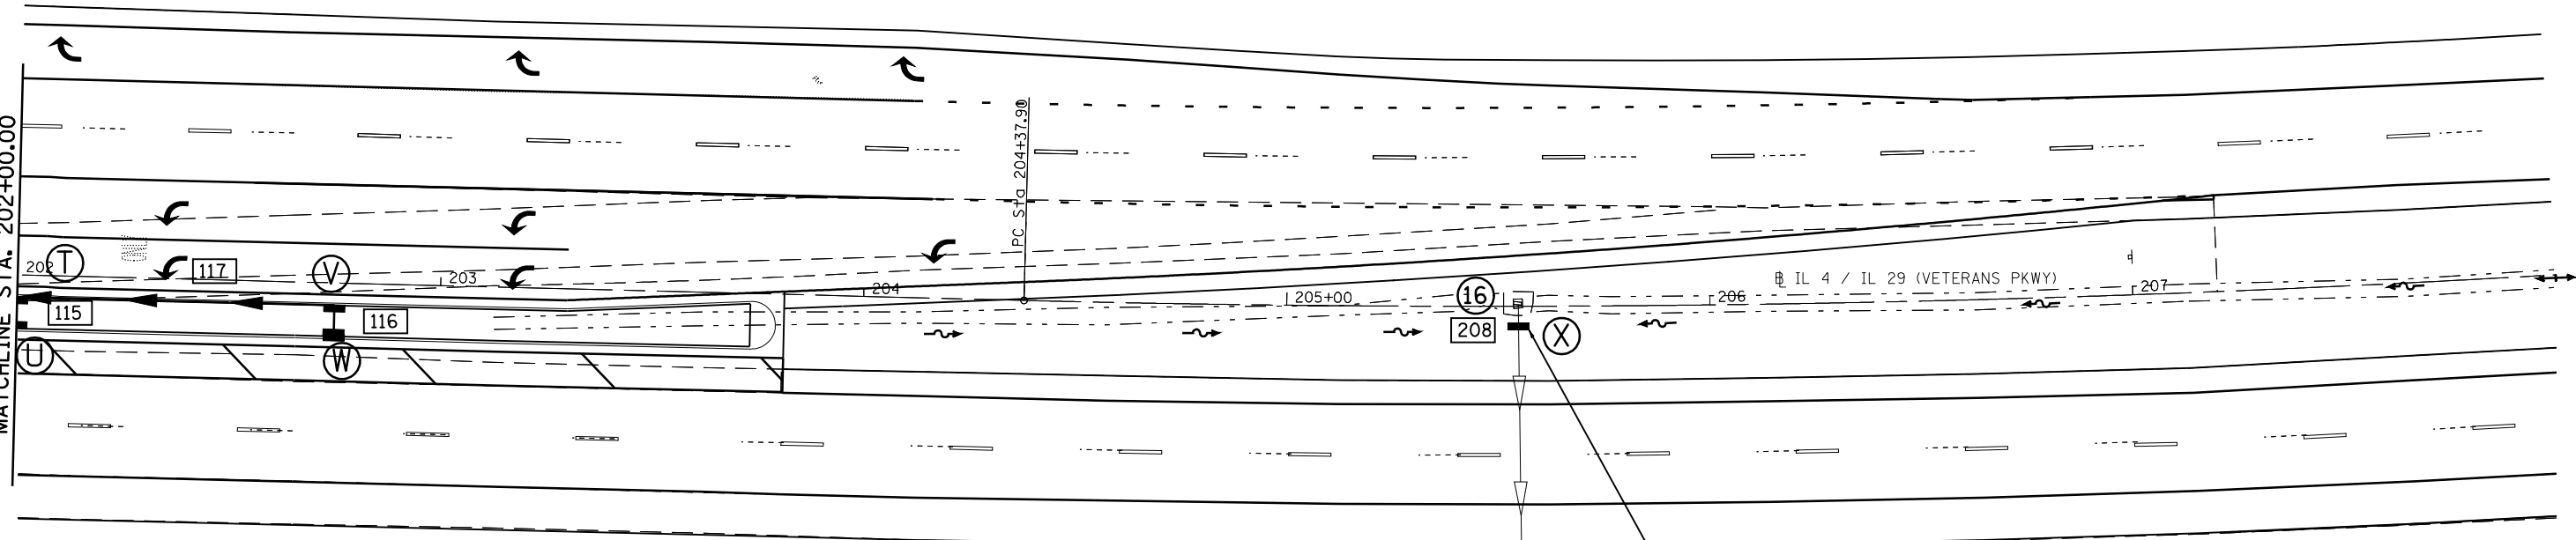 MATCHLINE STA. 202+00.00
202
T
117
V
203
115
116
U
W
204
PC Sta 204+37.90
205+00
16
208
X
206
B IL 4 / IL 29 (VETERANS PKWY)
207